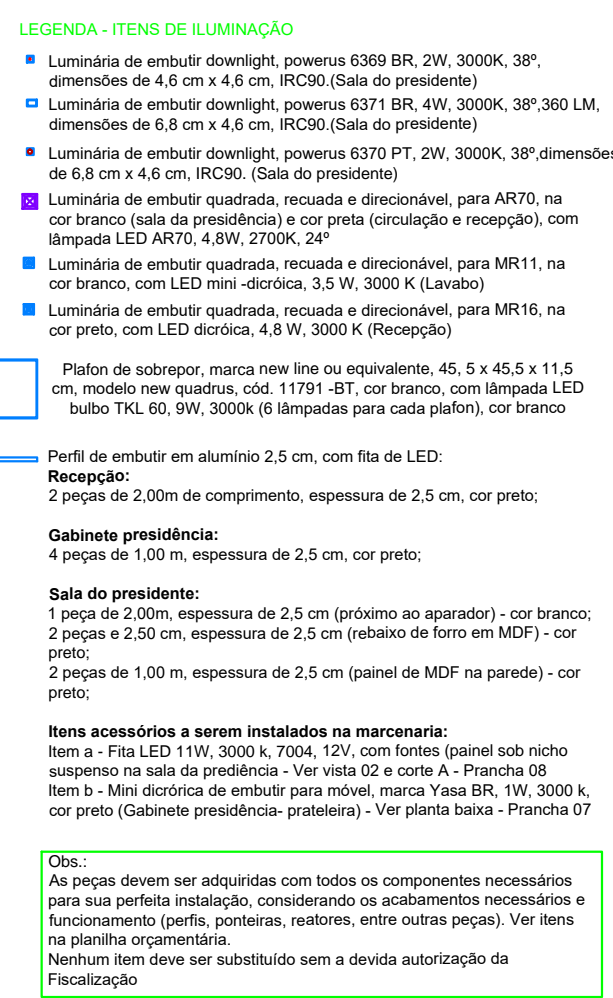 LEGENDA - ITENS DE ILUMINAÇÃO
Luminária de embutir downlight, powerus 6369 BR, 2W, 3000K, 38º,
dimensões de 4,6 cm x 4,6 cm, IRC90.(Sala do presidente)
Luminária de embutir downlight, powerus 6371 BR, 4W, 3000K, 38º,360 LM,
dimensões de 6,8 cm x 4,6 cm, IRC90.(Sala do presidente)
Luminária de embutir downlight, powerus 6370 PT, 2W, 3000K, 38º,dimensões
de 6,8 cm x 4,6 cm, IRC90. (Sala do presidente)
Luminária de embutir quadrada, recuada e direcionável, para AR70, na
cor branco (sala da presidência) e cor preta (circulação e recepção), com
lâmpada LED AR70, 4,8W, 2700K, 24º
Luminária de embutir quadrada, recuada e direcionável, para MR11, na
cor branco, com LED mini -dicróica, 3,5 W, 3000 K (Lavabo)
Luminária de embutir quadrada, recuada e direcionável, para MR16, na
cor preto, com LED dicróica, 4,8 W, 3000 K (Recepção)
Plafon de sobrepor, marca new line ou equivalente, 45, 5 x 45,5 x 11,5
cm, modelo new quadrus, cód. 11791 -BT, cor branco, com lâmpada LED
bulbo TKL 60, 9W, 3000k (6 lâmpadas para cada plafon), cor branco
Perfil de embutir em alumínio 2,5 cm, com fita de LED:
Recepção:
2 peças de 2,00m de comprimento, espessura de 2,5 cm, cor preto;
Gabinete presidência:
4 peças de 1,00 m, espessura de 2,5 cm, cor preto;
Sala do presidente:
1 peça de 2,00m, espessura de 2,5 cm (próximo ao aparador) - cor branco;
2 peças e 2,50 cm, espessura de 2,5 cm (rebaixo de forro em MDF) - cor
preto;
2 peças de 1,00 m, espessura de 2,5 cm (painel de MDF na parede) - cor
preto;
Itens acessórios a serem instalados na marcenaria:
Item a - Fita LED 11W, 3000 k, 7004, 12V, com fontes (painel sob nicho
suspenso na sala da prediência - Ver vista 02 e corte A - Prancha 08
Item b - Mini dicrórica de embutir para móvel, marca Yasa BR, 1W, 3000 k,
cor preto (Gabinete presidência- prateleira) - Ver planta baixa - Prancha 07
Obs.:
As peças devem ser adquiridas com todos os componentes necessários
para sua perfeita instalação, considerando os acabamentos necessários e
funcionamento (perfis, ponteiras, reatores, entre outras peças). Ver itens
na planilha orçamentária.
Nenhum item deve ser substituído sem a devida autorização da
Fiscalização